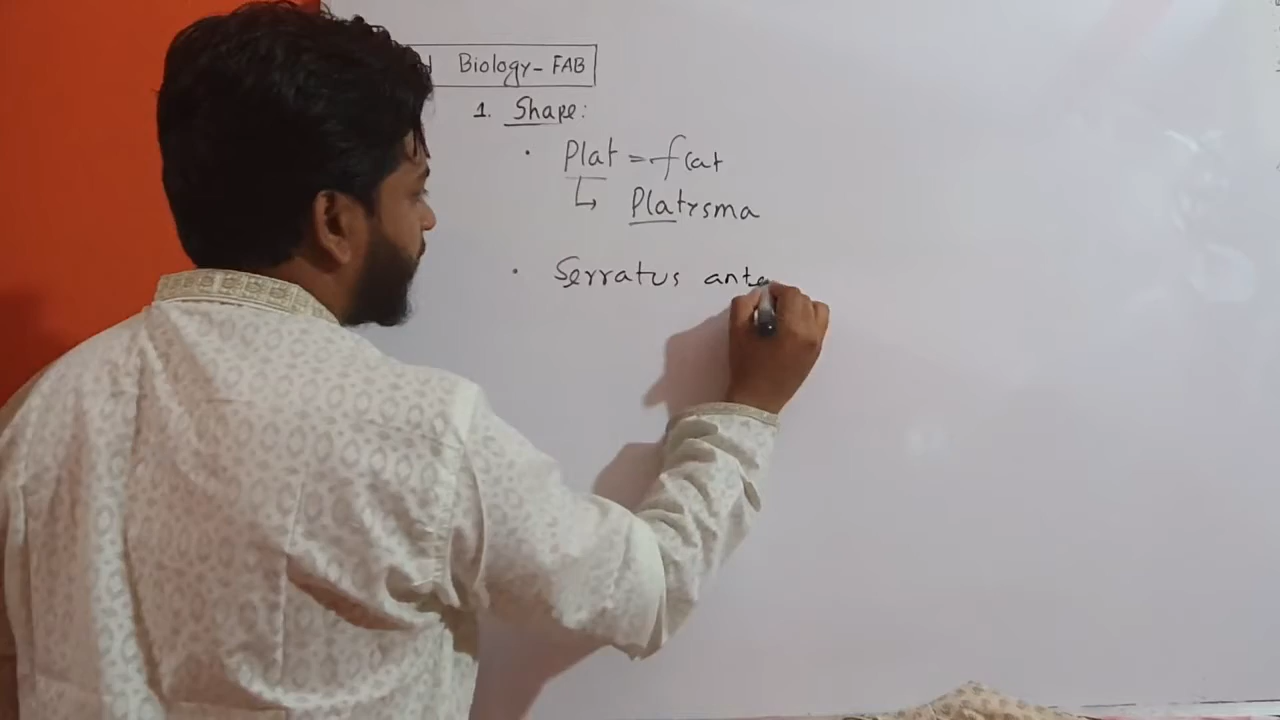 Biology-FAB
1. Shape:
• Plat = flat
↳ Platysma
• Serratus ante